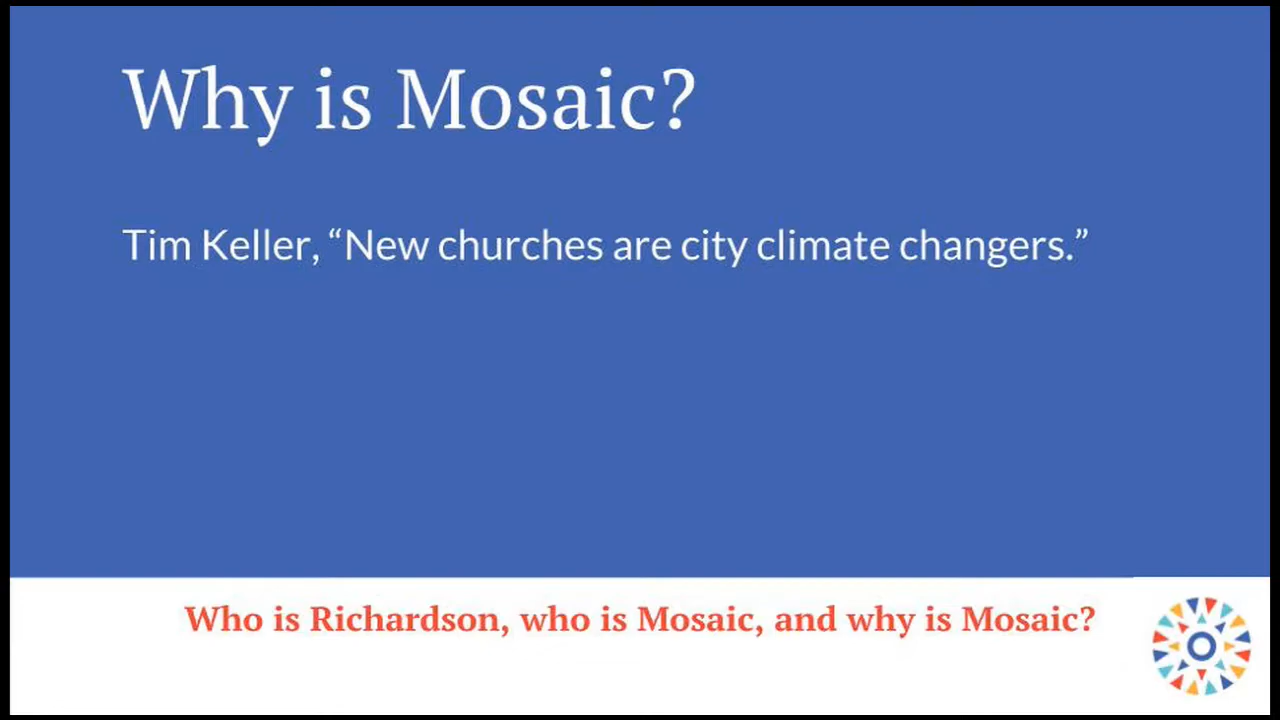 Why is Mosaic?
Tim Keller, “New churches are city climate changers.”
Who is Richardson, who is Mosaic, and why is Mosaic?